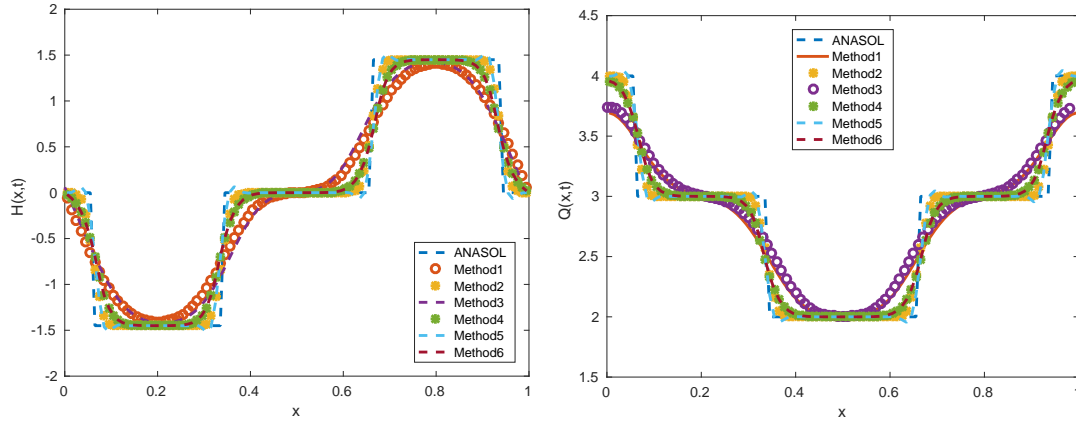 2
1.5
1
0.5
0
-0.5
-1
-1.5
-2
H(x,t)
0
0.2
0.4
0.6
0.8
1
x
ANASOL
Method1
Method2
Method3
Method4
Method5
Method6
4.5
4
3.5
3
2.5
2
1.5
Q(x,t)
0
0.2
0.4
0.6
0.8
1
x
ANASOL
Method1
Method2
Method3
Method4
Method5
Method6